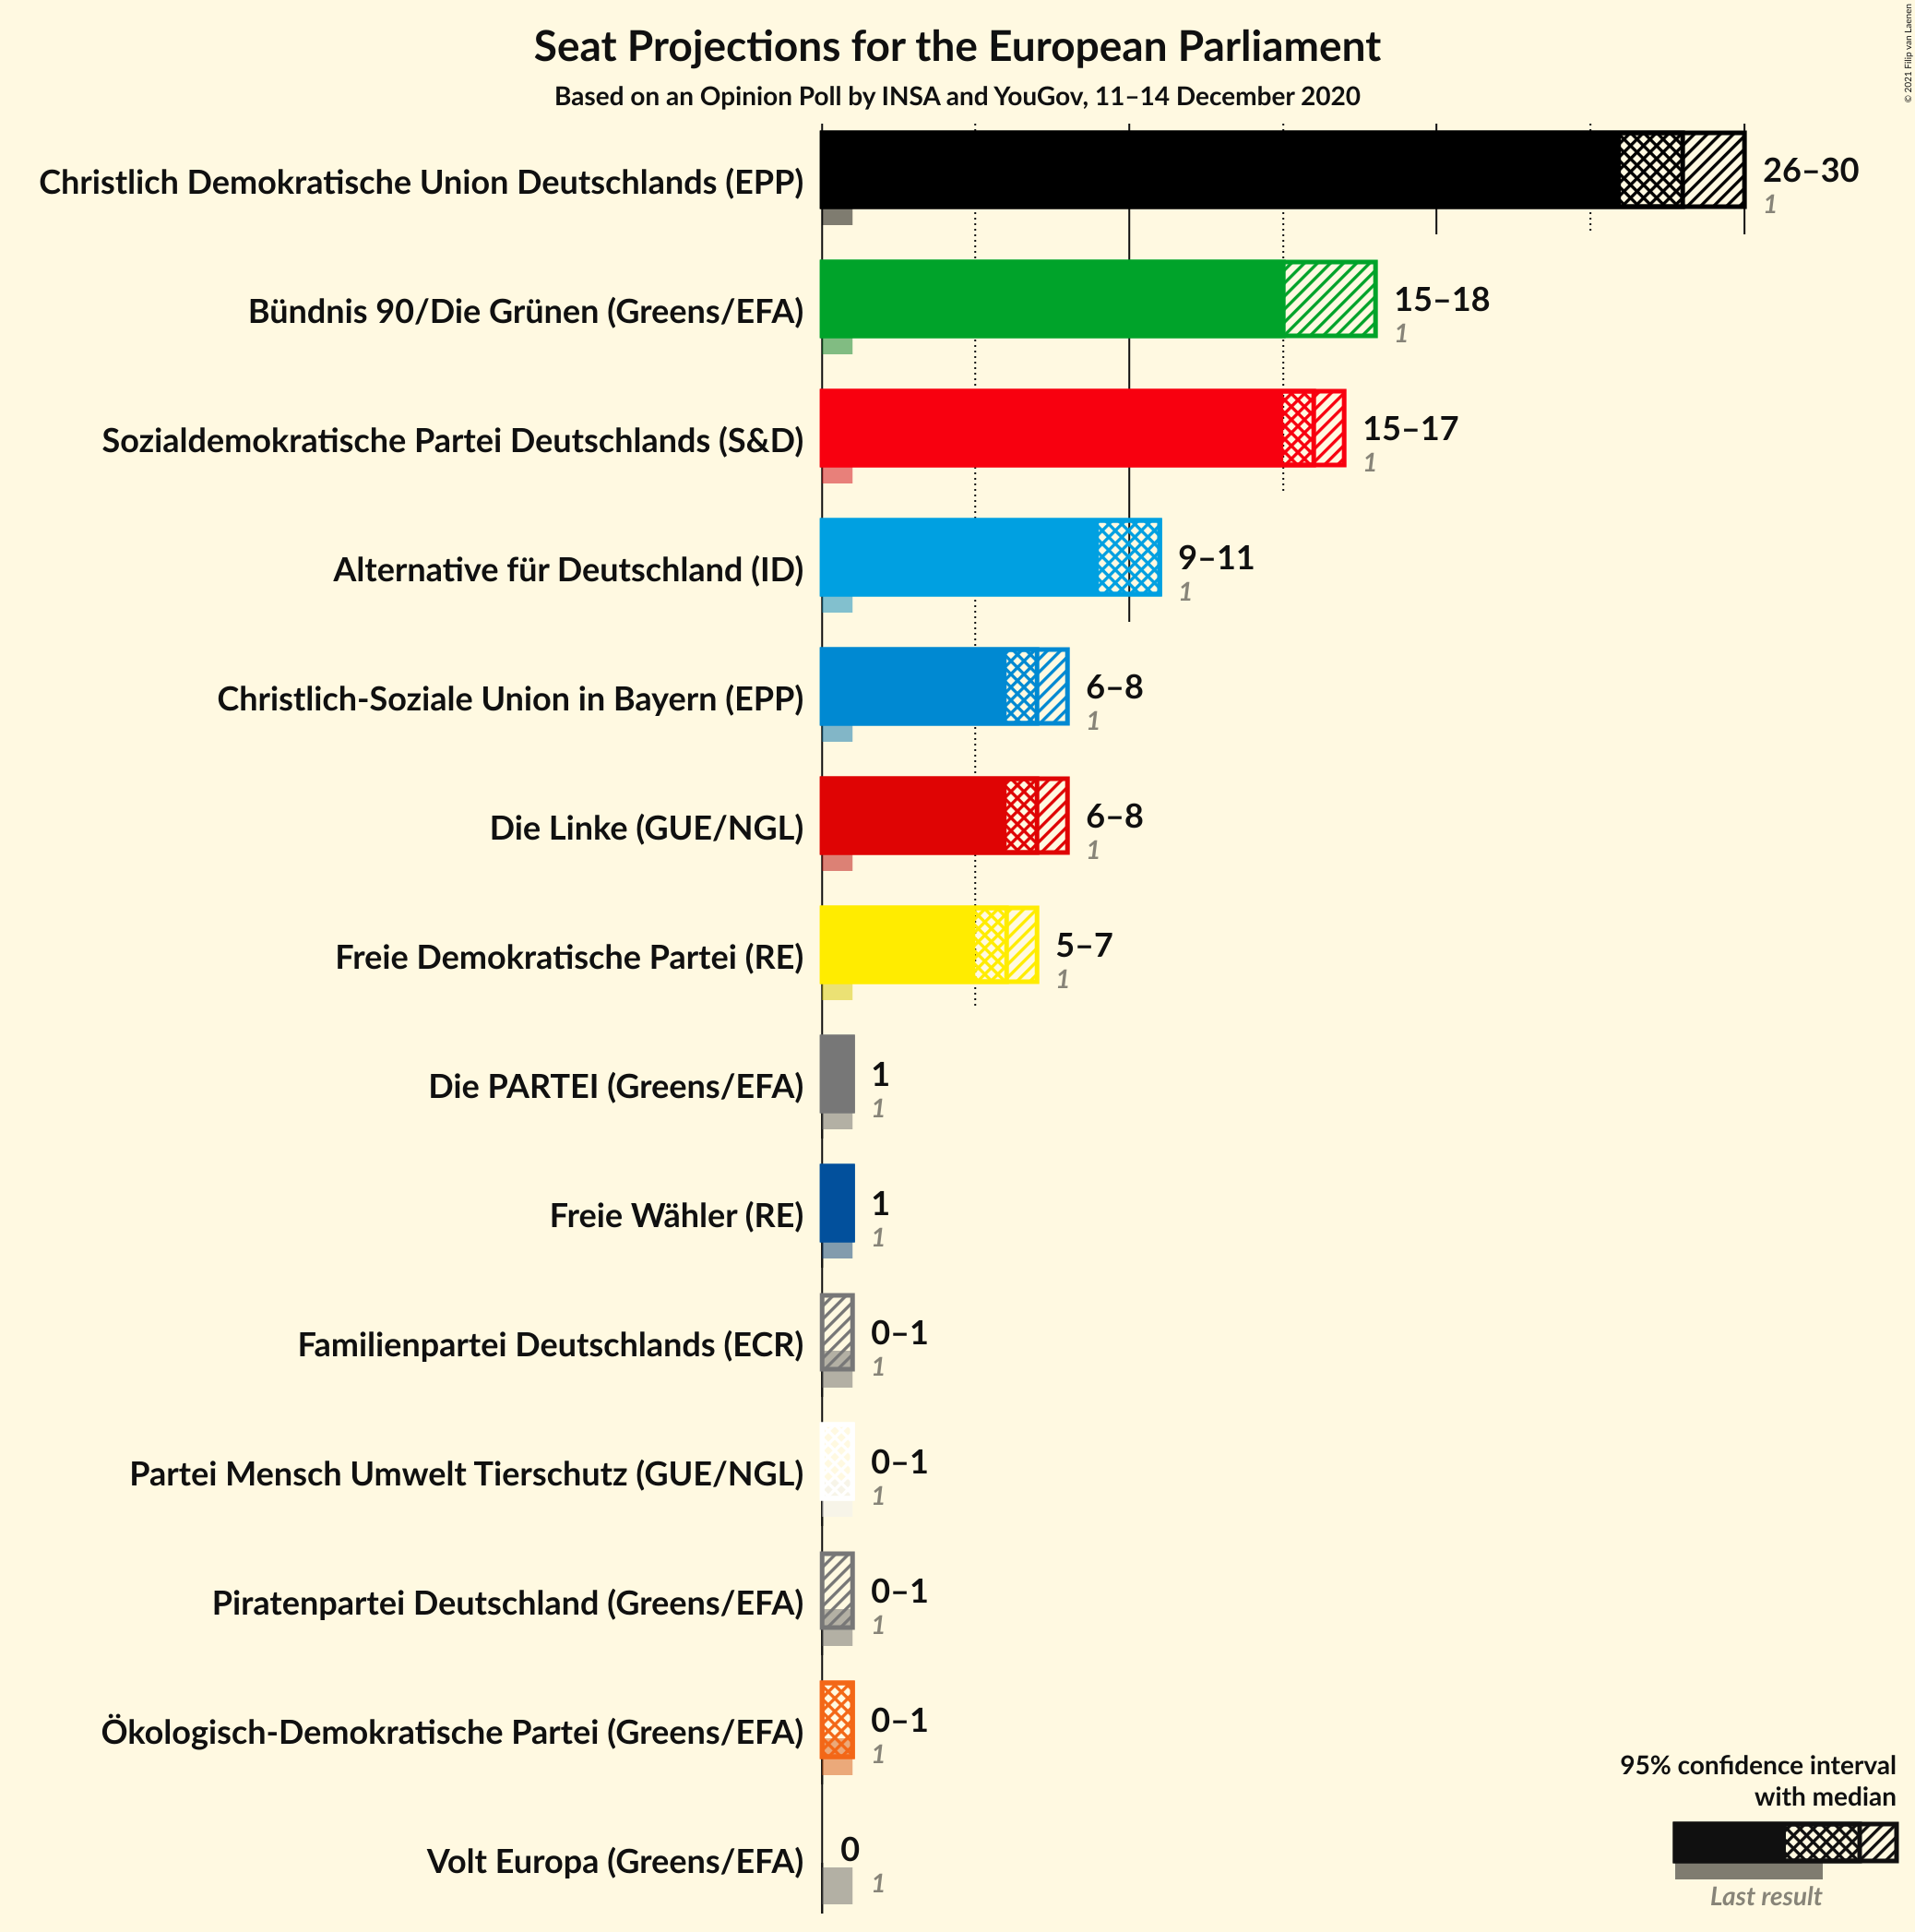 Seat Projections for the European Parliament
Based on an Opinion Poll by INSA and YouGov, 11–14 December 2020
© 2021 Filip van Laenen
Christlich Demokratische Union Deutschlands (EPP)
26–30
1
Bündnis 90/Die Grünen (Greens/EFA)
15–18
1
Sozialdemokratische Partei Deutschlands (S&D)
15–17
1
Alternative für Deutschland (ID)
9–11
1
Christlich-Soziale Union in Bayern (EPP)
6–8
1
Die Linke (GUE/NGL)
6–8
1
Freie Demokratische Partei (RE)
5–7
1
Die PARTEI (Greens/EFA)
1
1
Freie Wähler (RE)
1
1
Familienpartei Deutschlands (ECR)
0–1
1
Partei Mensch Umwelt Tierschutz (GUE/NGL)
0–1
1
Piratenpartei Deutschland (Greens/EFA)
0–1
1
Ökologisch-Demokratische Partei (Greens/EFA)
0–1
1
Volt Europa (Greens/EFA)
0
1
95% confidence interval
with median
Last result